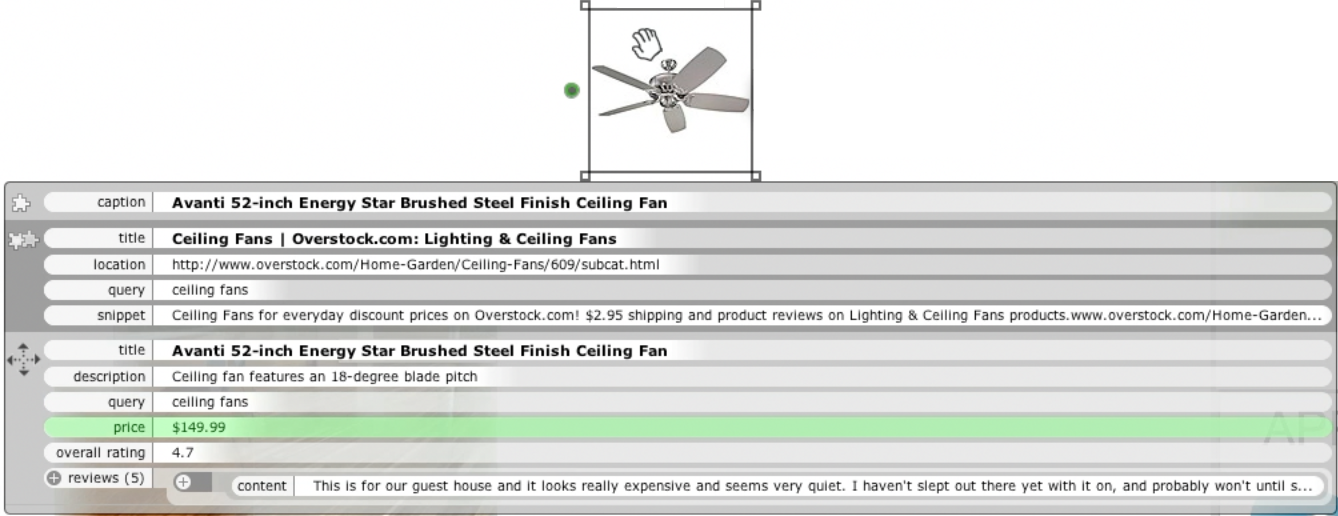 caption Avanti 52-inch Energy Star Brushed Steel Finish Ceiling Fan
title Ceiling Fans | Overstock.com: Lighting & Ceiling Fans
location http://www.overstock.com/Home-Garden/Ceiling-Fans/609/subcat.html
query ceiling fans
snippet Ceiling Fans for everyday discount prices on Overstock.com! $2.95 shipping and product reviews on Lighting & Ceiling Fans products.www.overstock.com/Home-Garden...
title Avanti 52-inch Energy Star Brushed Steel Finish Ceiling Fan
description Ceiling fan features an 18-degree blade pitch
query ceiling fans
price $149.99
overall rating 4.7
reviews (5) content This is for our guest house and it looks really expensive and seems very quiet. I haven't slept out there yet with it on, and probably won't until s...